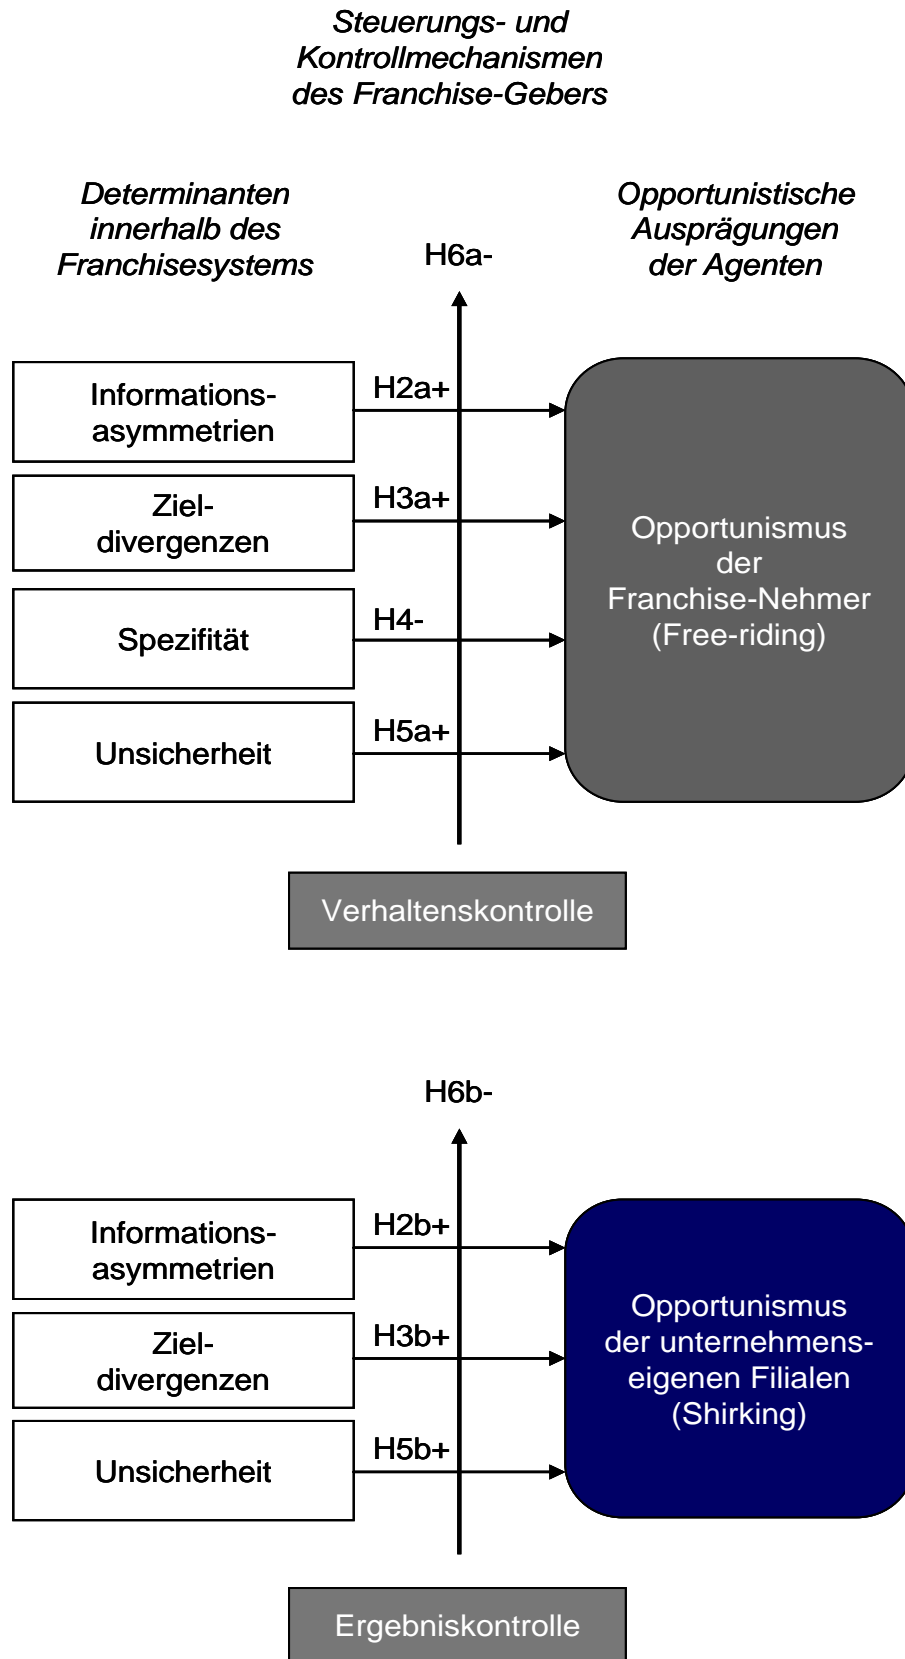 Steuerungs- und
Kontrollmechanismen
des Franchise-Gebers
Determinanten
innerhalb des
Franchisesystems
Opportunistische
Ausprägungen
der Agenten
H6a-
Informations-
asymmetrien
H2a+
Ziel-
divergenzen
H3a+
Spezifität
H4-
Unsicherheit
H5a+
Opportunismus
der
Franchise-Nehmer
(Free-riding)
Verhaltenskontrolle
H6b-
Informations-
asymmetrien
H2b+
Ziel-
divergenzen
H3b+
Unsicherheit
H5b+
Opportunismus
der unternehmens-
eigenen Filialen
(Shirking)
Ergebniskontrolle